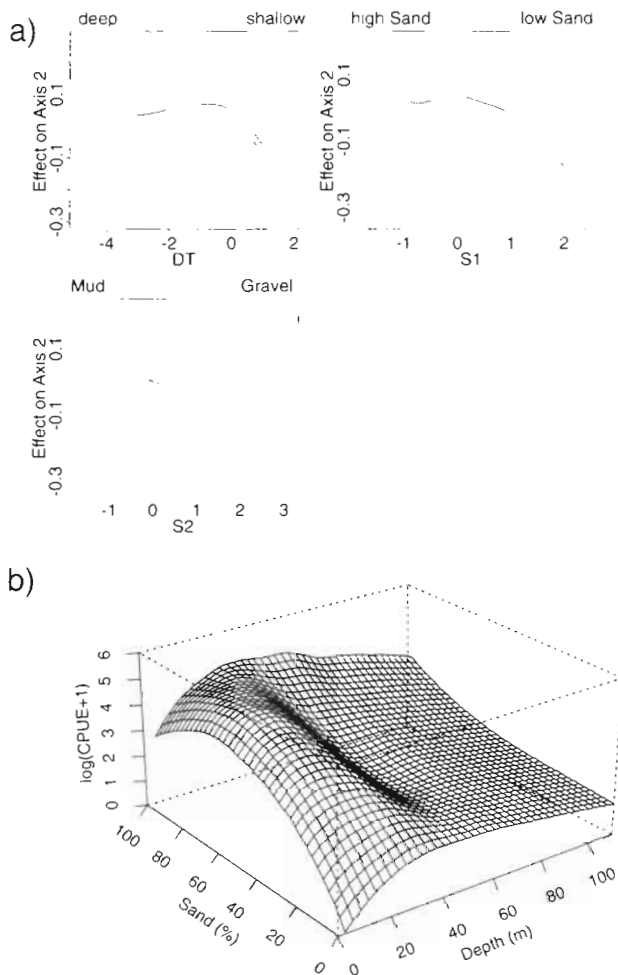 a)
deep shallow
Effect on Axis 2
0.1
-0.1
-0.3
-4 -2 0 2
DT
high Sand low Sand
Effect on Axis 2
0.1
-0.1
-0.3
-1 0 1 2
S1
Mud Gravel
Effect on Axis 2
0.1
-0.1
-0.3
-1 0 1 2 3
S2
b)
log(CPUE+1)
6
5
4
3
2
1
0
100 80 60 40 20 0
Sand (%)
0 20 40 60 80 100
Depth (m)